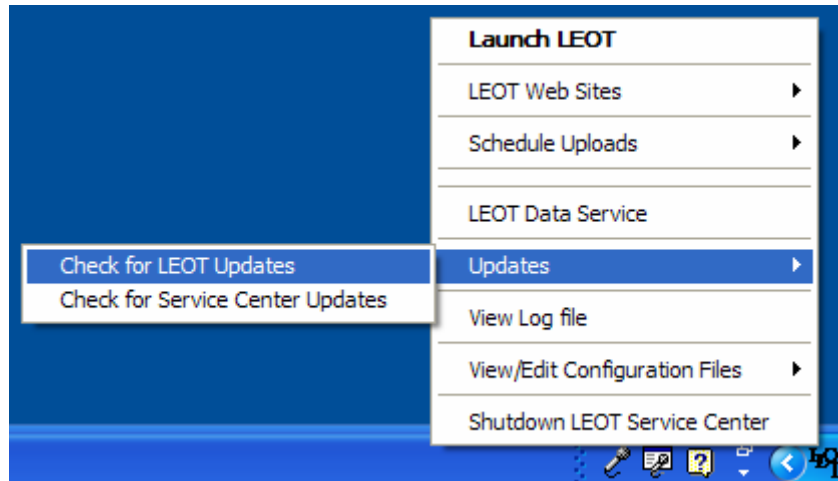 Launch LEOT
LEOT Web Sites
Schedule Uploads
LEOT Data Service
Updates
Check for LEOT Updates
Check for Service Center Updates
View Log file
View/Edit Configuration Files
Shutdown LEOT Service Center